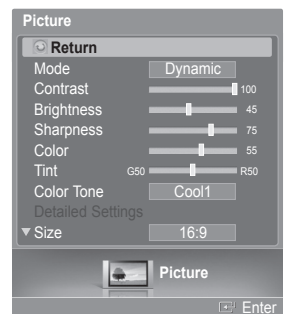 Picture
Return
Mode Dynamic
Contrast 100
Brightness 45
Sharpness 75
Color 55
Tint G50 R50
Color Tone Cool1
Detailed Settings
▼Size 16:9
Picture
Enter